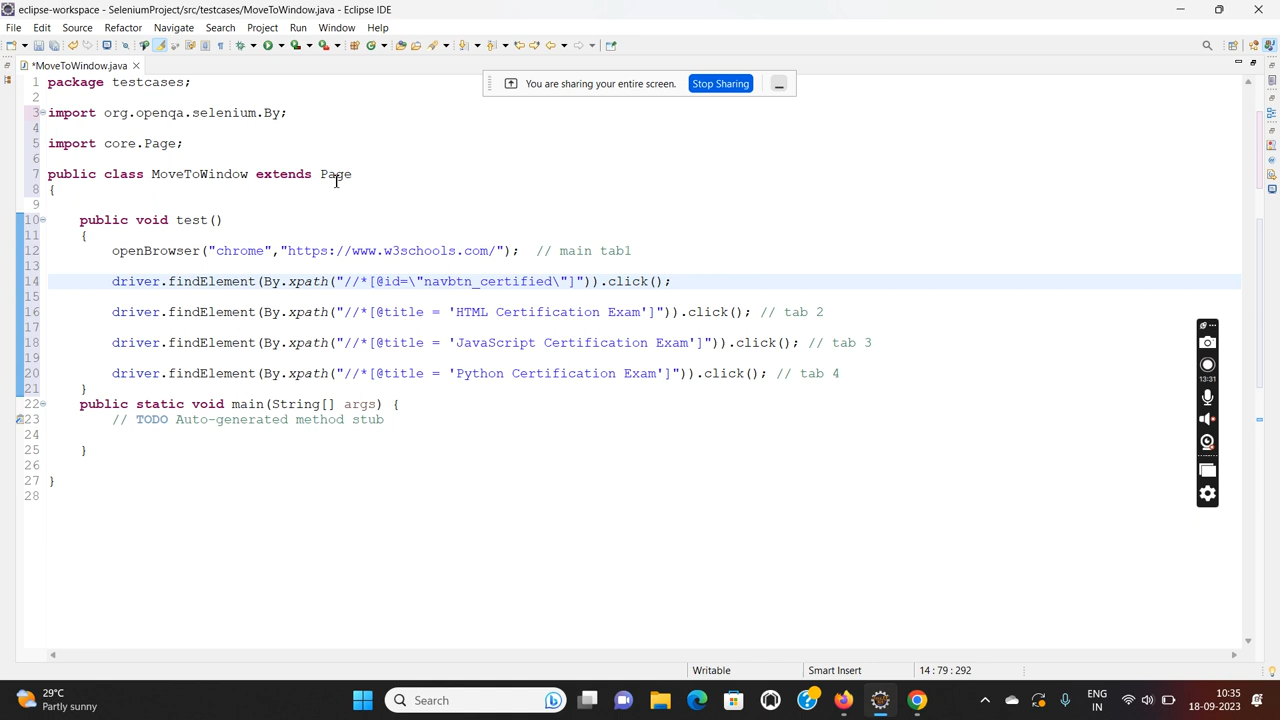 eclipse-workspace - SeleniumProject/src/testcases/MoveToWindow.java - Eclipse IDE
File Edit Source Refactor Navigate Search Project Run Window Help
*MoveToWindow.java
You are sharing your entire screen. Stop Sharing
1 package testcases;
2
3 import org.openqa.selenium.By;
4
5 import core.Page;
6
7 public class MoveToWindow extends Page
8 {
9
10 public void test()
11 {
12 openBrowser("chrome","https://www.w3schools.com/"); // main tab1
13
14 driver.findElement(By.xpath("//*[@id=\"navbtn_certified\"]")).click();
15
16 driver.findElement(By.xpath("//*[@title = 'HTML Certification Exam']")).click(); // tab 2
17
18 driver.findElement(By.xpath("//*[@title = 'JavaScript Certification Exam']")).click(); // tab 3
19
20 driver.findElement(By.xpath("//*[@title = 'Python Certification Exam']")).click(); // tab 4
21 }
22 public static void main(String[] args) {
23 // TODO Auto-generated method stub
24
25 }
26
27 }
28
13:31
Writable Smart Insert 14 : 79 : 292
29°C
Partly sunny
Search
ENG
IN
10:35
18-09-2023